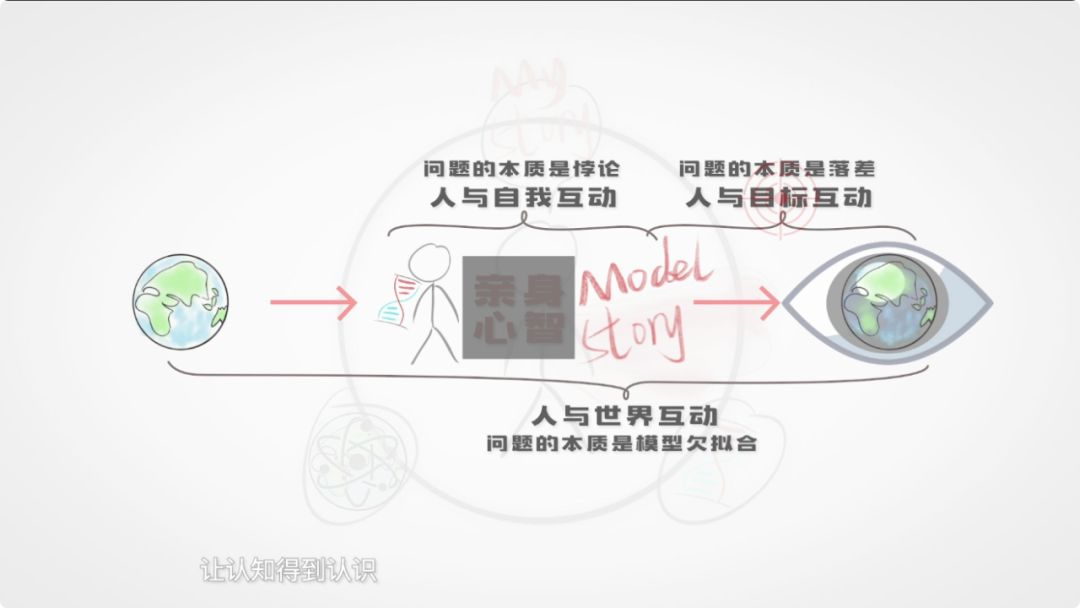 My
story
问题的本质是悖论
人与自我互动
问题的本质是落差
人与目标互动
亲身
心智
Model
story
人与世界互动
问题的本质是模型欠拟合
让认知得到认识